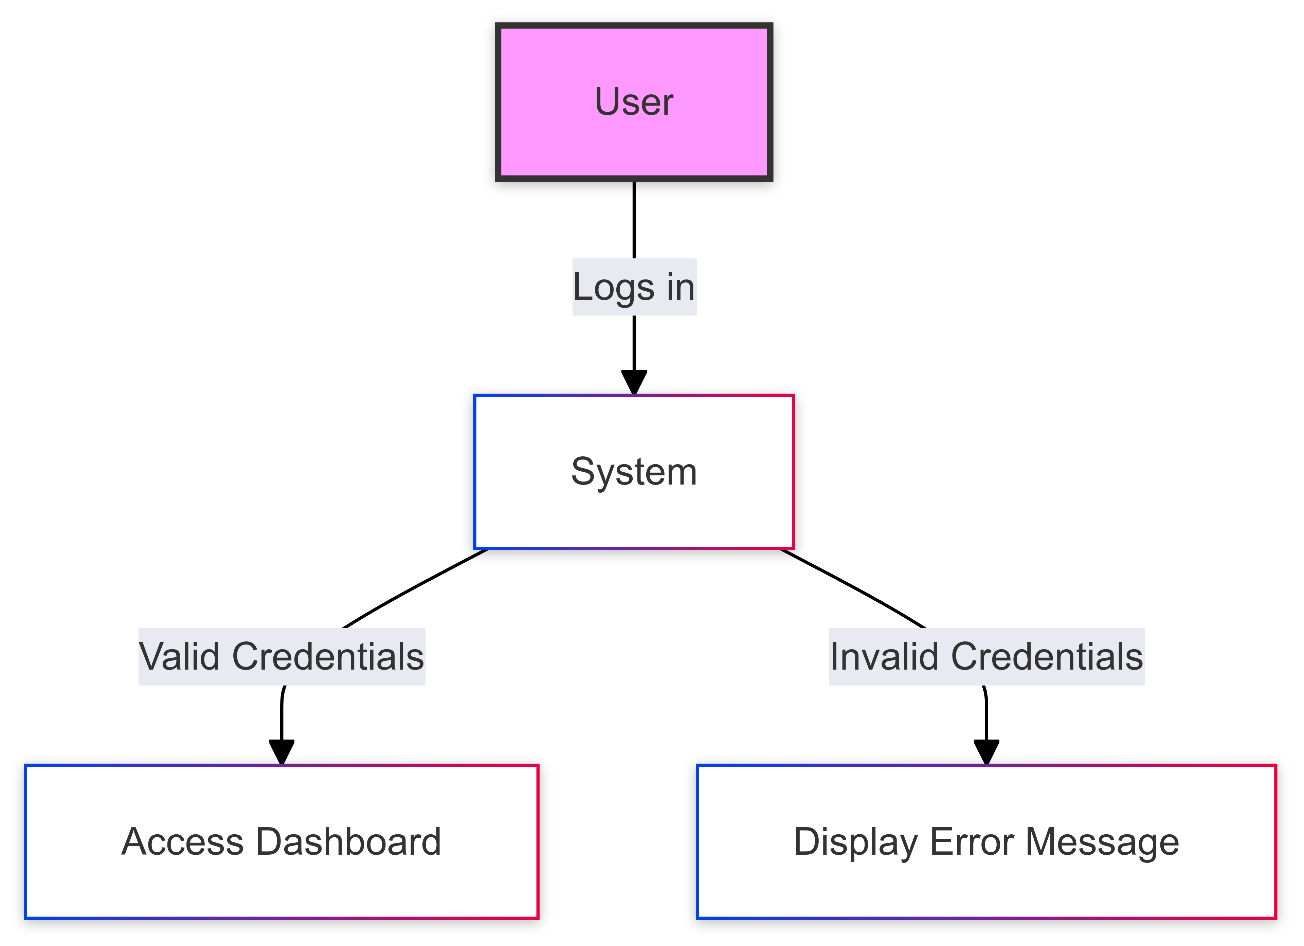 User
Logs in
System
Valid Credentials
Invalid Credentials
Access Dashboard
Display Error Message